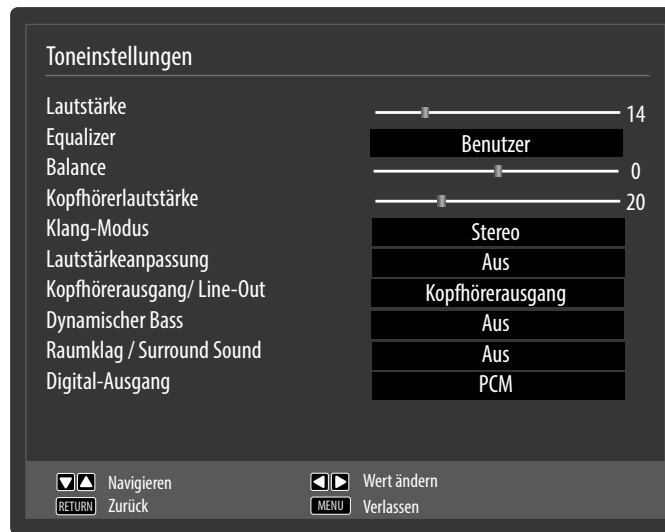 Toneinstellungen
Lautstärke 14
Equalizer Benutzer
Balance 0
Kopfhörerlautstärke 20
Klang-Modus Stereo
Lautstärkeanpassung Aus
Kopfhörerausgang/ Line-Out Kopfhörerausgang
Dynamischer Bass Aus
Raumklag / Surround Sound Aus
Digital-Ausgang PCM
Navigieren Wert ändern
RETURN Zurück MENU Verlassen